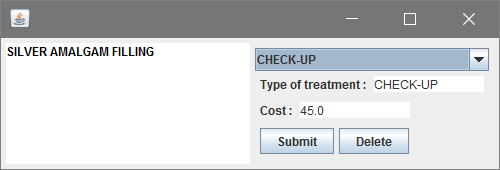 SILVER AMALGAM FILLING
CHECK-UP
Type of treatment : CHECK-UP
Cost : 45.0
Submit Delete